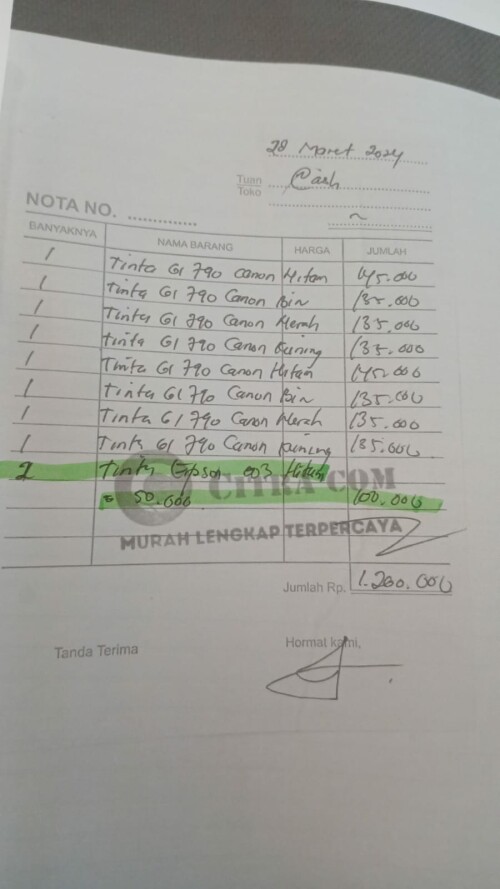 28 Maret 2024
Tuan
Toko
Cash
NOTA NO. ..............
BANYAKNYA NAMA BARANG HARGA JUMLAH
1 Tinta GI 790 Canon Hitam 145.000
1 Tinta GI 790 Canon Biru 135.000
1 Tinta GI 790 Canon Merah 135.000
1 Tinta GI 790 Canon Kuning 135.000
1 Tinta GI 790 Canon Hitam 145.000
1 Tinta GI 790 Canon Biru 135.000
1 Tinta GI 790 Canon Merah 135.000
1 Tinta GI 790 Canon Kuning 135.000
2 Tinta Epson 003 Hitam
CITRA COM
50.000 100.000
MURAH LENGKAP TERPERCAYA
Jumlah Rp. 1.200.000
Tanda Terima Hormat kami,